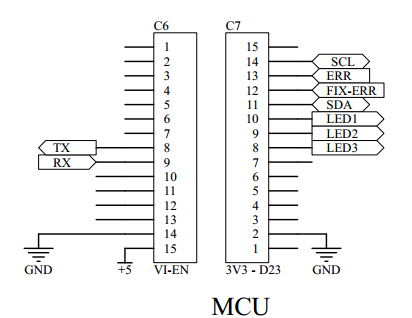 C6 C7
1 15
2 14 SCL
3 13 ERR
4 12 FIX-ERR
5 11 SDA
6 10 LED1
7 9 LED2
TX 8 8 LED3
RX 9 7
10 6
11 5
12 4
13 3
14 2
15 1
GND +5 VI-EN 3V3 - D23 GND
MCU